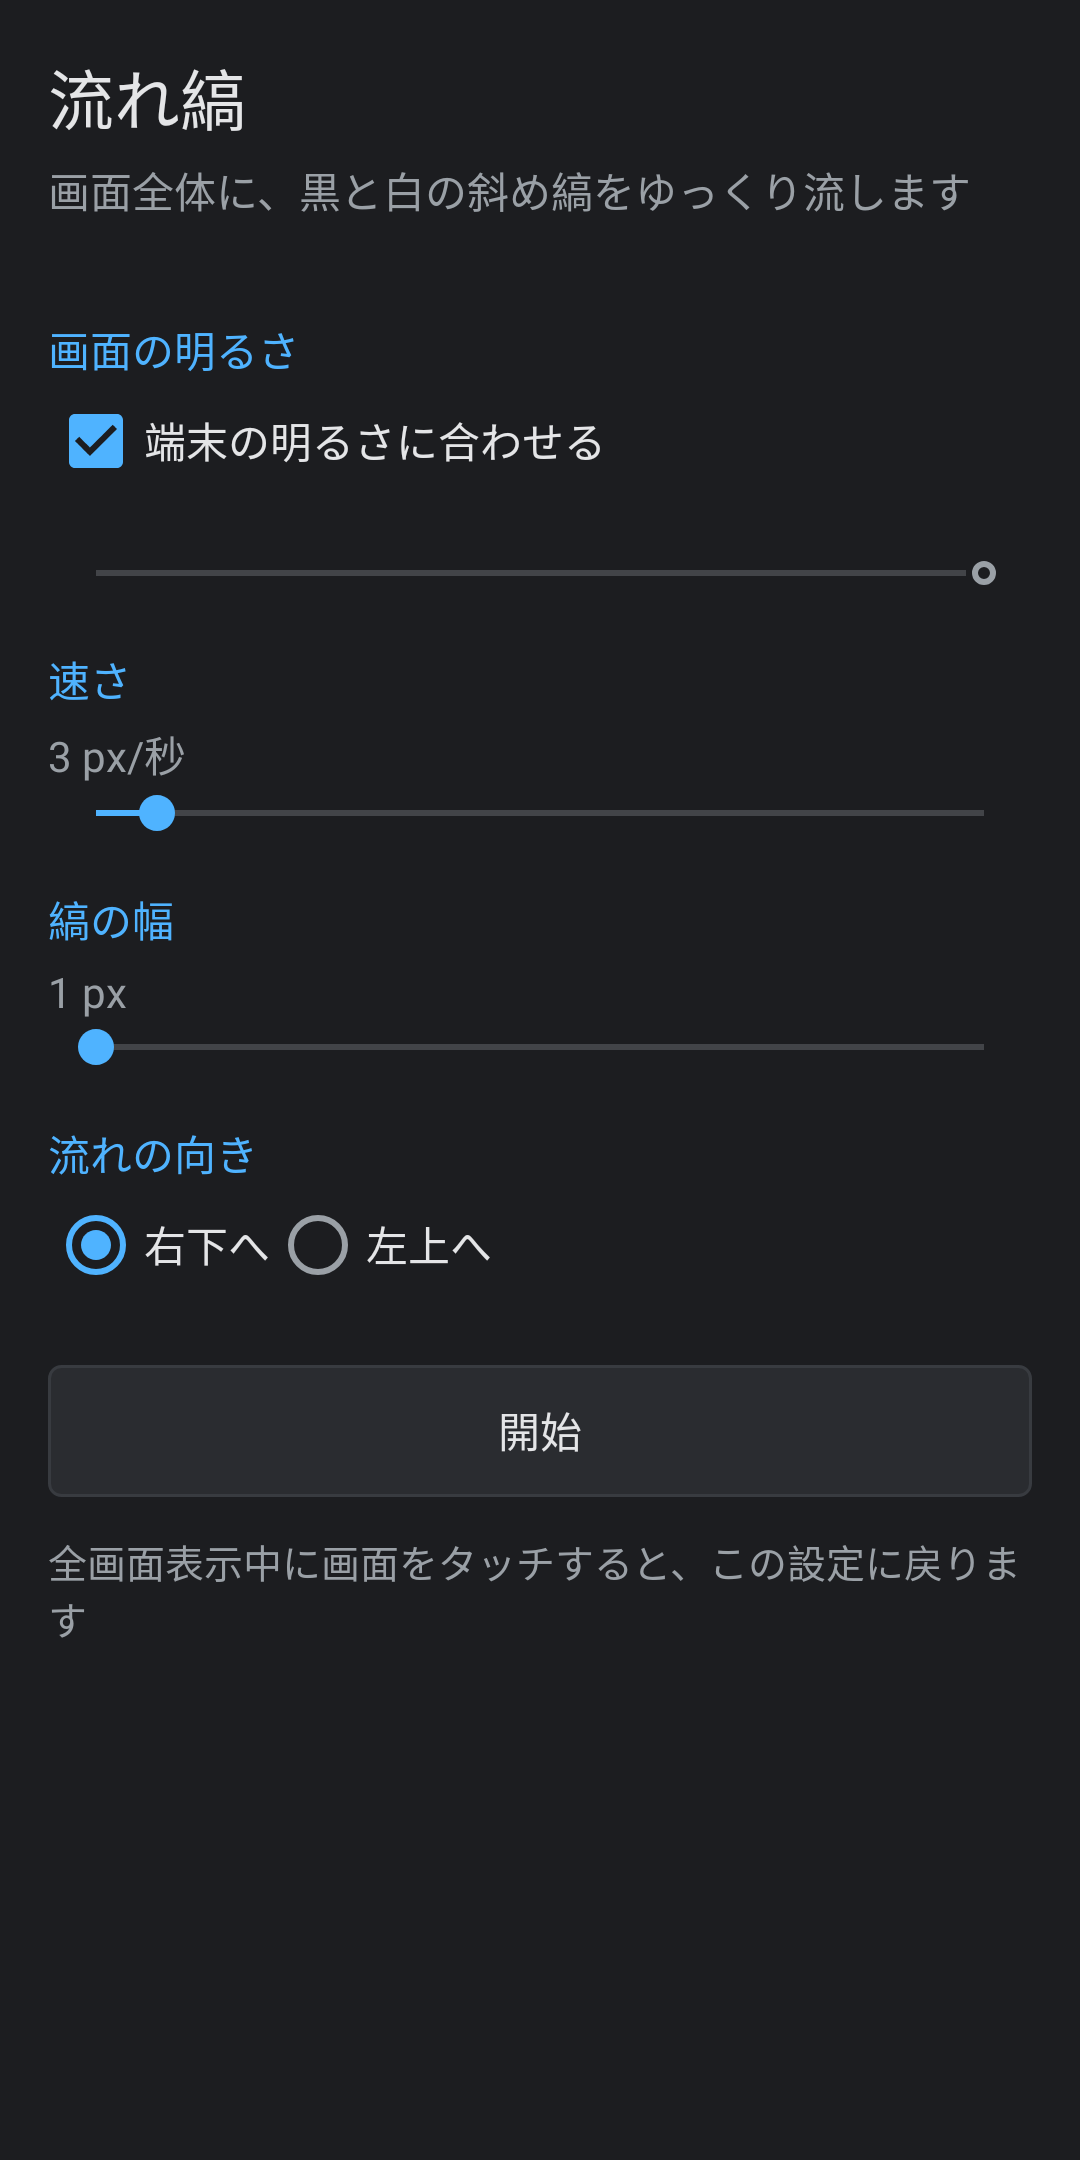 流れ縞
画面全体に、黒と白の斜め縞をゆっくり流します
画面の明るさ
端末の明るさに合わせる
速さ
3 px/秒
縞の幅
1 px
流れの向き
右下へ 左上へ
開始
全画面表示中に画面をタッチすると、この設定に戻りま
す